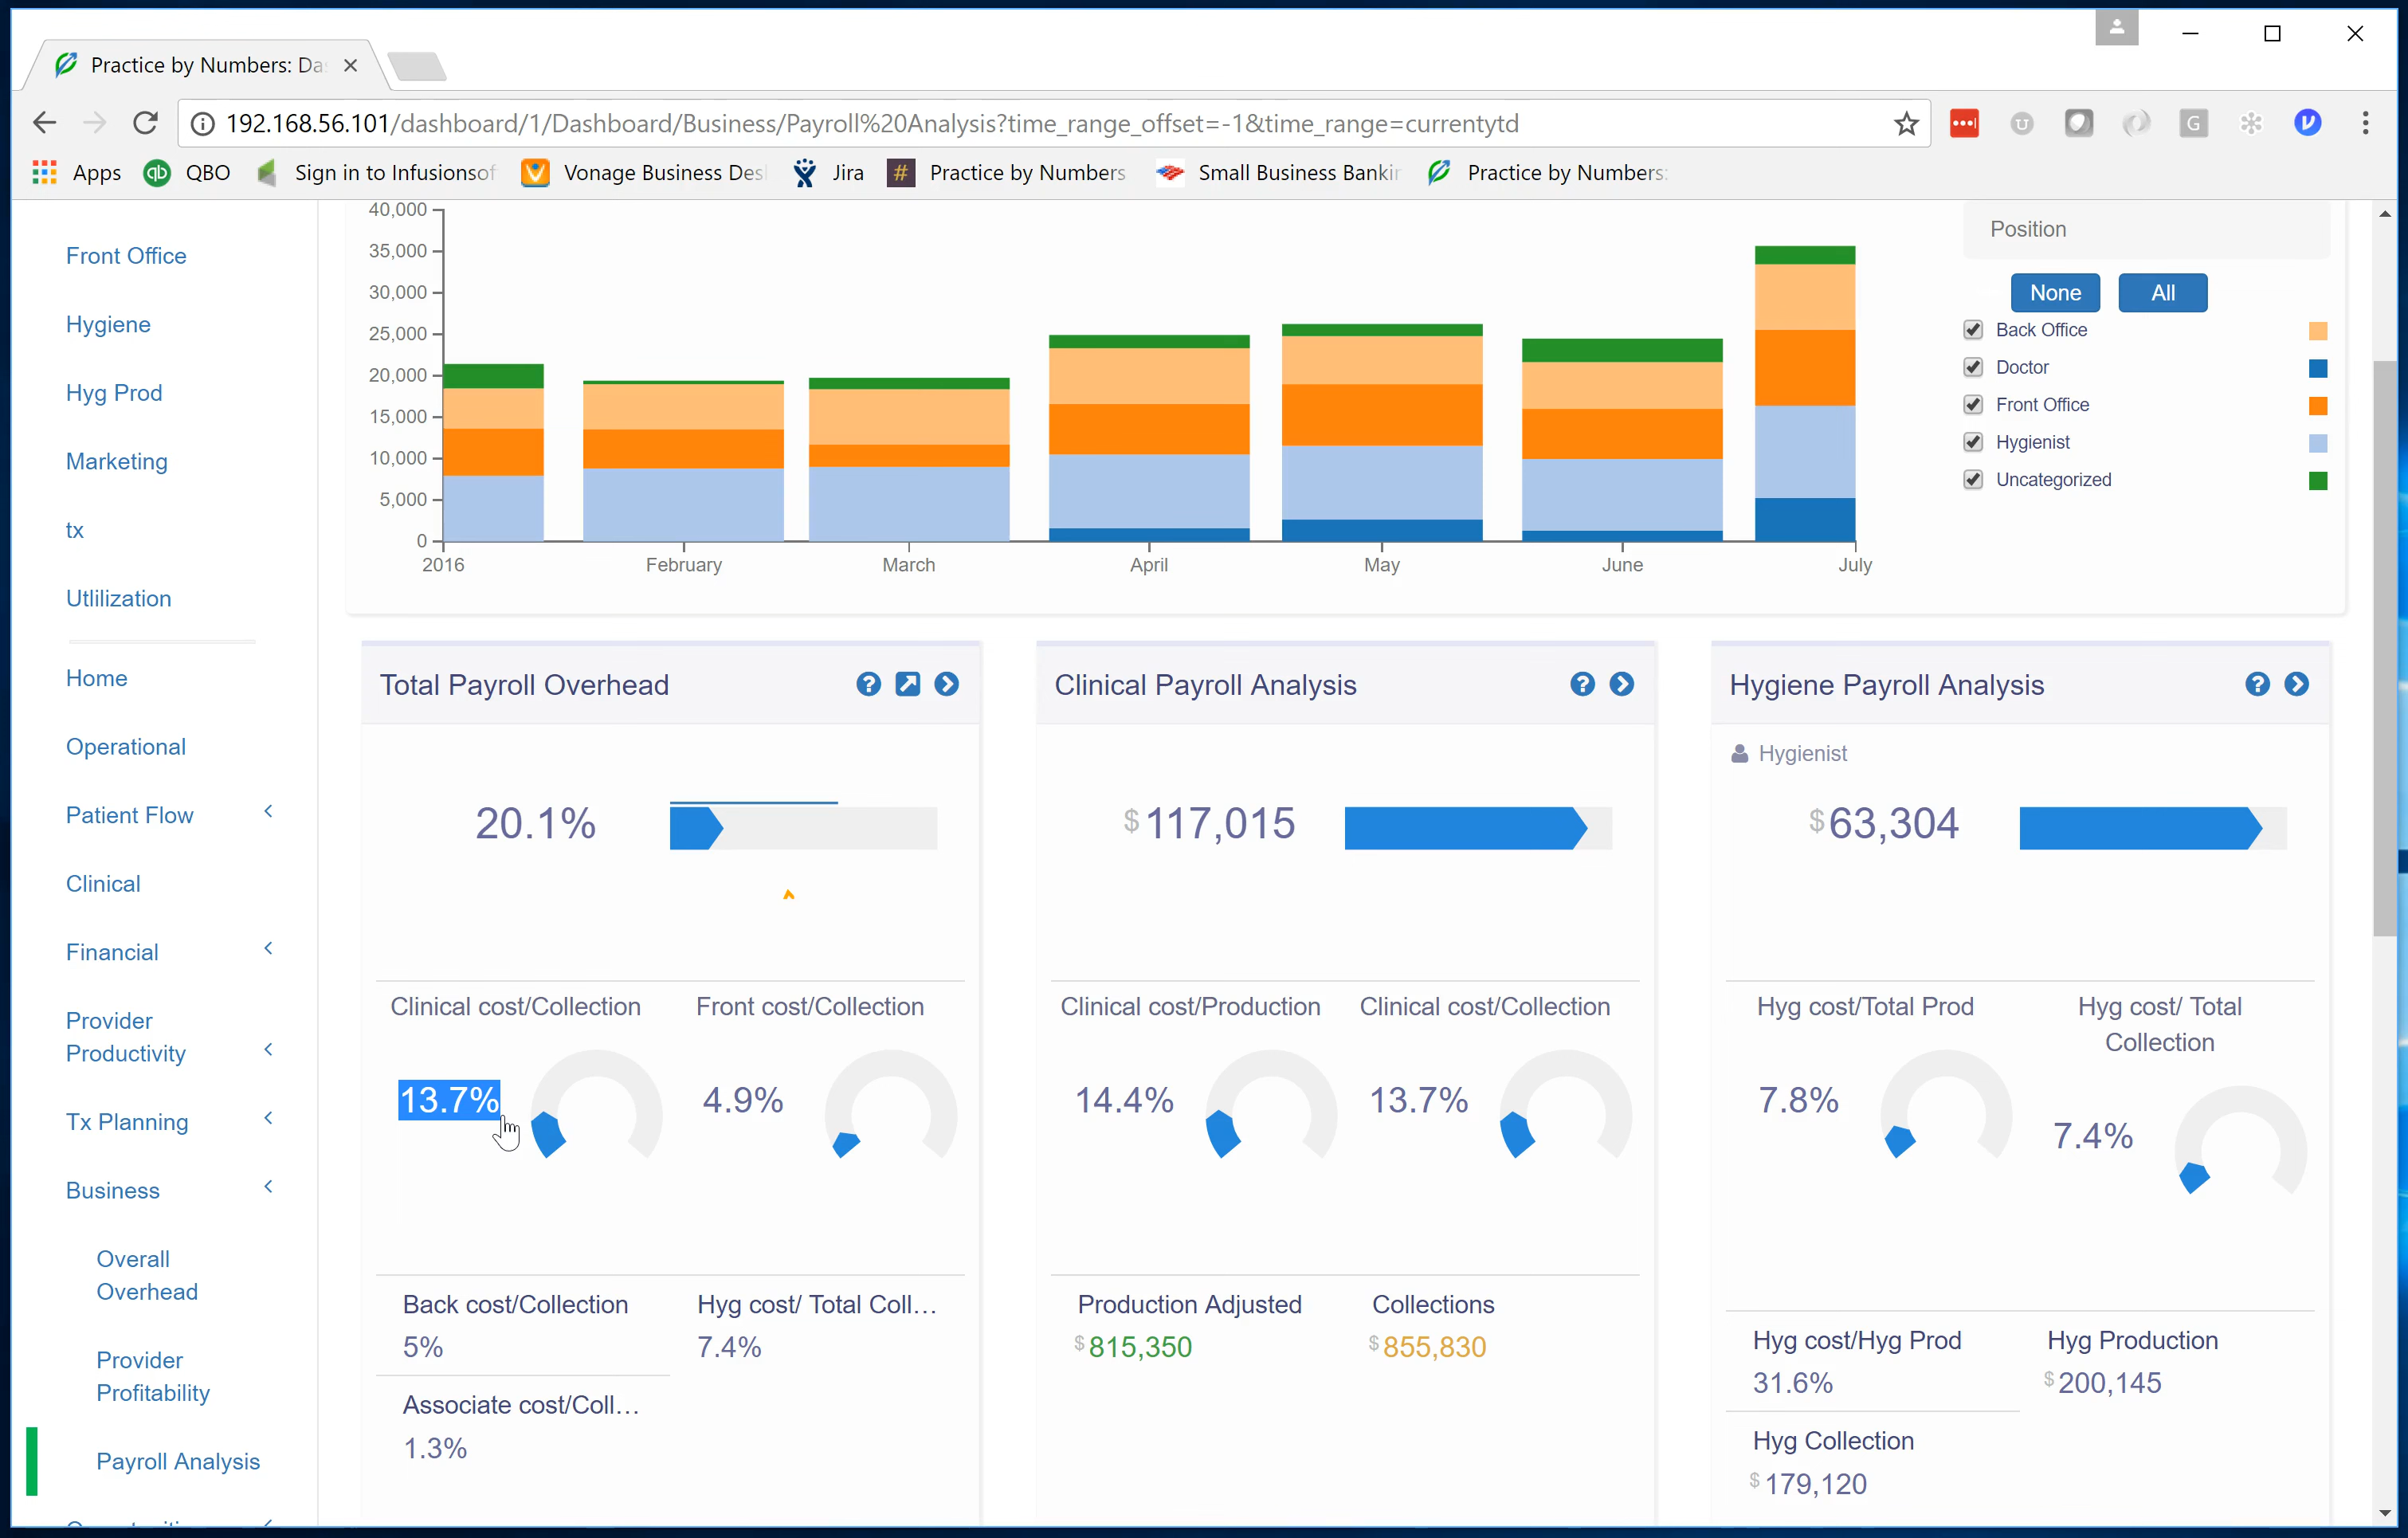 Practice by Numbers: Da
192.168.56.101/dashboard/1/Dashboard/Business/Payroll%20Analysis?time_range_offset=-1&time_range=currentytd
Apps QBO Sign in to Infusionsof Vonage Business Des Jira # Practice by Numbers Small Business Bankin Practice by Numbers:
Front Office
Hygiene
Hyg Prod
Marketing
tx
Utlilization
Home
Operational
Patient Flow
Clinical
Financial
Provider
Productivity
Tx Planning
Business
Overall
Overhead
Provider
Profitability
Payroll Analysis
40,000
35,000
30,000
25,000
20,000
15,000
10,000
5,000
0
2016 February March April May June July
Position
None All
Back Office
Doctor
Front Office
Hygienist
Uncategorized
Total Payroll Overhead
20.1%
Clinical cost/Collection Front cost/Collection
13.7% 4.9%
Back cost/Collection Hyg cost/ Total Coll...
5% 7.4%
Associate cost/Coll...
1.3%
Clinical Payroll Analysis
$117,015
Clinical cost/Production Clinical cost/Collection
14.4% 13.7%
Production Adjusted Collections
$815,350 $855,830
Hygiene Payroll Analysis
Hygienist
$63,304
Hyg cost/Total Prod Hyg cost/ Total
Collection
7.8% 7.4%
Hyg cost/Hyg Prod Hyg Production
31.6% $200,145
Hyg Collection
$179,120